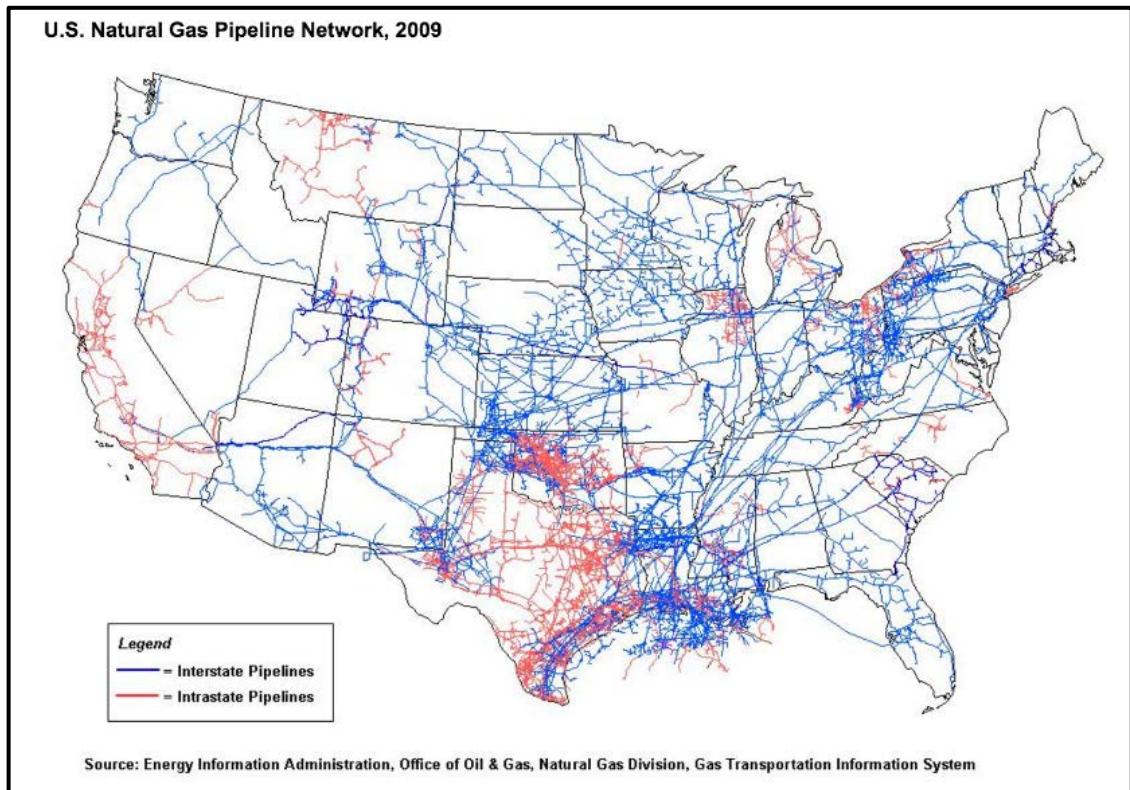 U.S. Natural Gas Pipeline Network, 2009
Legend
= Interstate Pipelines
= Intrastate Pipelines
Source: Energy Information Administration, Office of Oil & Gas, Natural Gas Division, Gas Transportation Information System